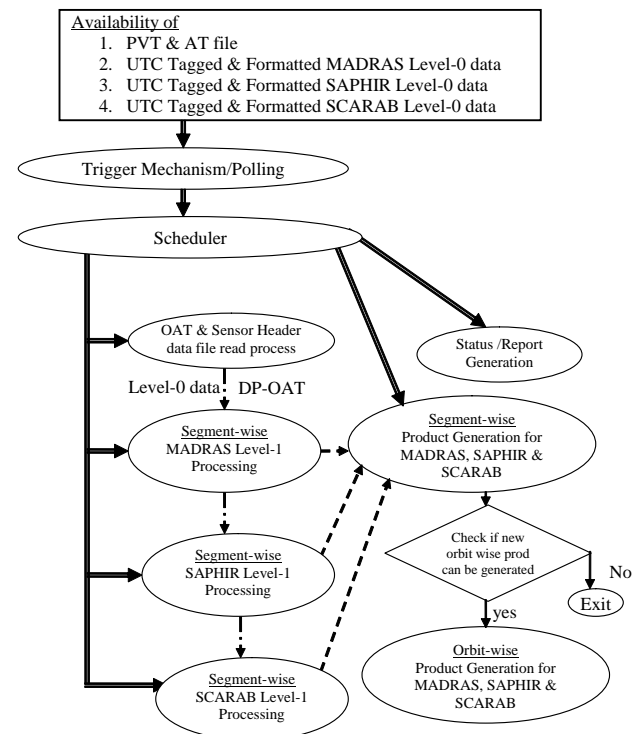 Availability of
1. PVT & AT file
2. UTC Tagged & Formatted MADRAS Level-0 data
3. UTC Tagged & Formatted SAPHIR Level-0 data
4. UTC Tagged & Formatted SCARAB Level-0 data
Trigger Mechanism/Polling
Scheduler
OAT & Sensor Header
data file read process
Status /Report
Generation
Level-0 data DP-OAT
Segment-wise
MADRAS Level-1
Processing
Segment-wise
Product Generation for
MADRAS, SAPHIR &
SCARAB
Segment-wise
SAPHIR Level-1
Processing
Check if new
orbit wise prod
can be generated
No
Exit
yes
Segment-wise
SCARAB Level-1
Processing
Orbit-wise
Product Generation for
MADRAS, SAPHIR &
SCARAB